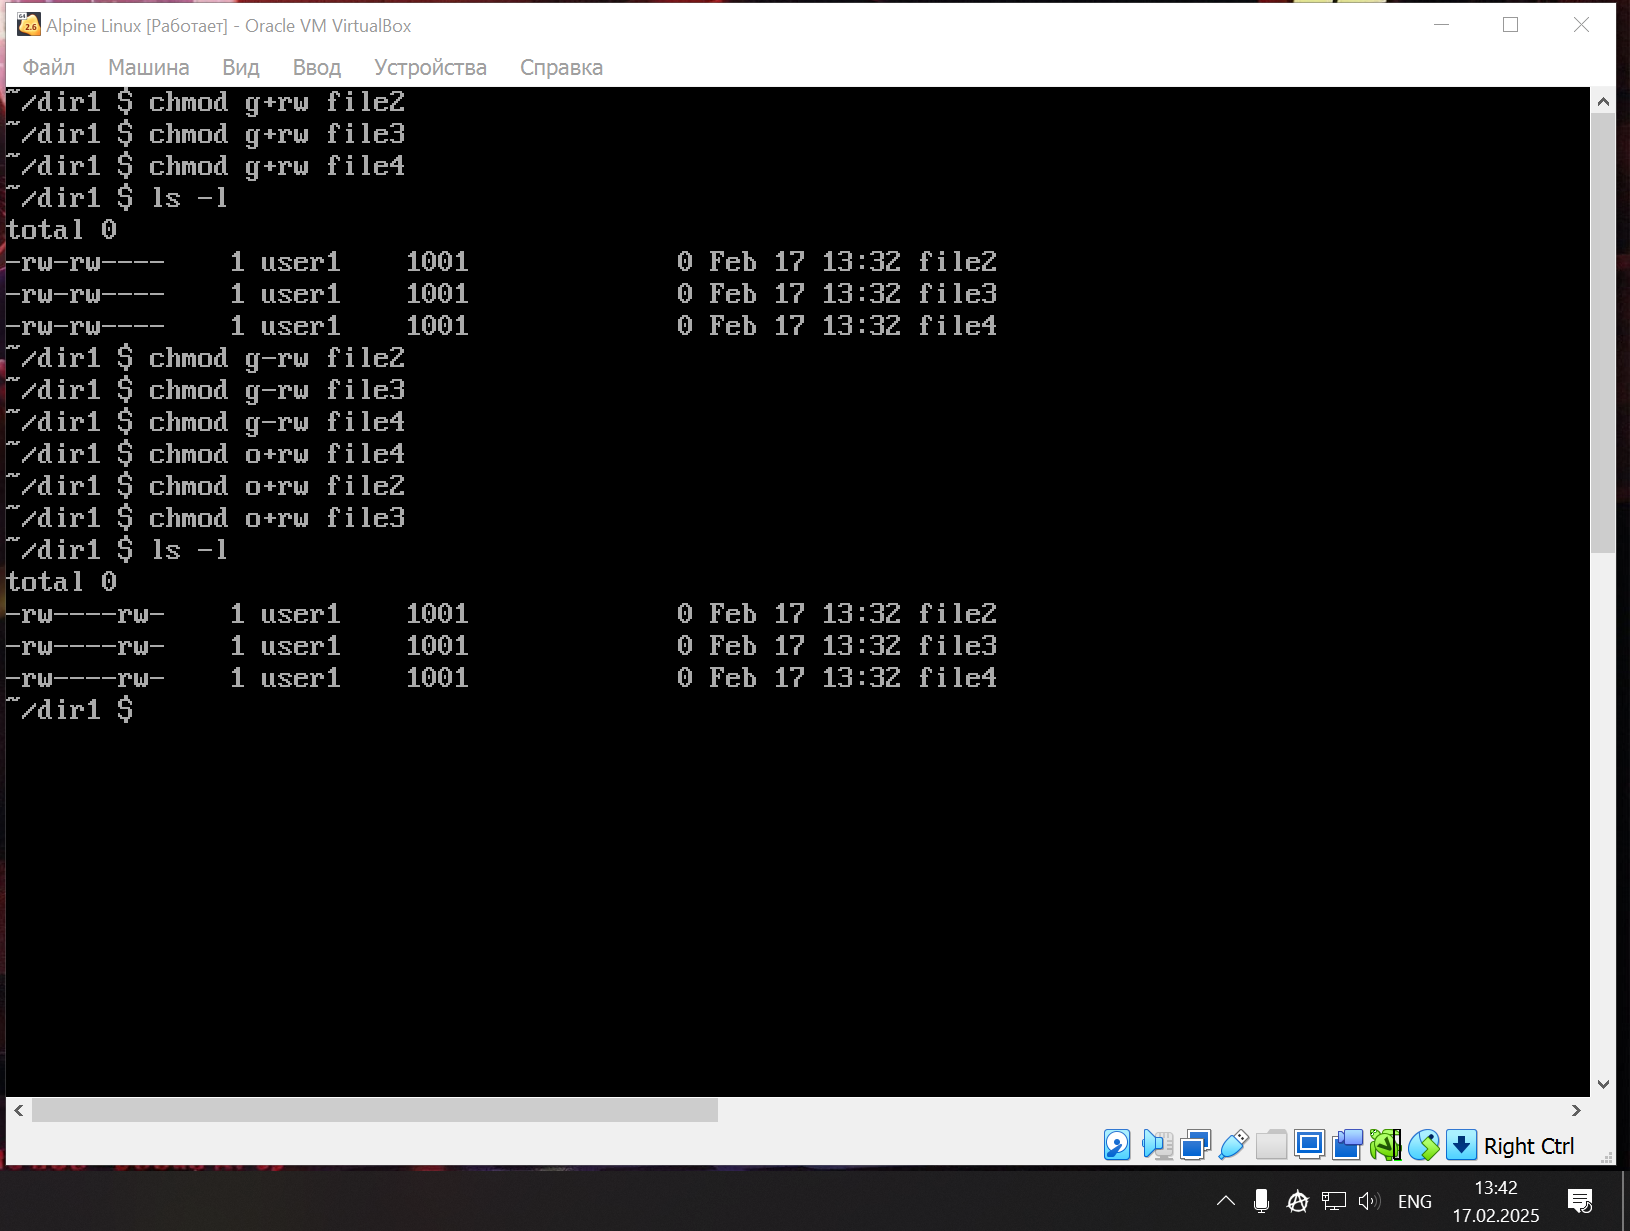 Alpine Linux [Работает] - Oracle VM VirtualBox
Файл Машина Вид Ввод Устройства Справка
~/dir1 $ chmod g+rw file2
~/dir1 $ chmod g+rw file3
~/dir1 $ chmod g+rw file4
~/dir1 $ ls -l
total 0
-rw-rw----    1 user1    1001             0 Feb 17 13:32 file2
-rw-rw----    1 user1    1001             0 Feb 17 13:32 file3
-rw-rw----    1 user1    1001             0 Feb 17 13:32 file4
~/dir1 $ chmod g-rw file2
~/dir1 $ chmod g-rw file3
~/dir1 $ chmod g-rw file4
~/dir1 $ chmod o+rw file4
~/dir1 $ chmod o+rw file2
~/dir1 $ chmod o+rw file3
~/dir1 $ ls -l
total 0
-rw----rw-    1 user1    1001             0 Feb 17 13:32 file2
-rw----rw-    1 user1    1001             0 Feb 17 13:32 file3
-rw----rw-    1 user1    1001             0 Feb 17 13:32 file4
~/dir1 $
Right Ctrl
ENG
13:42
17.02.2025